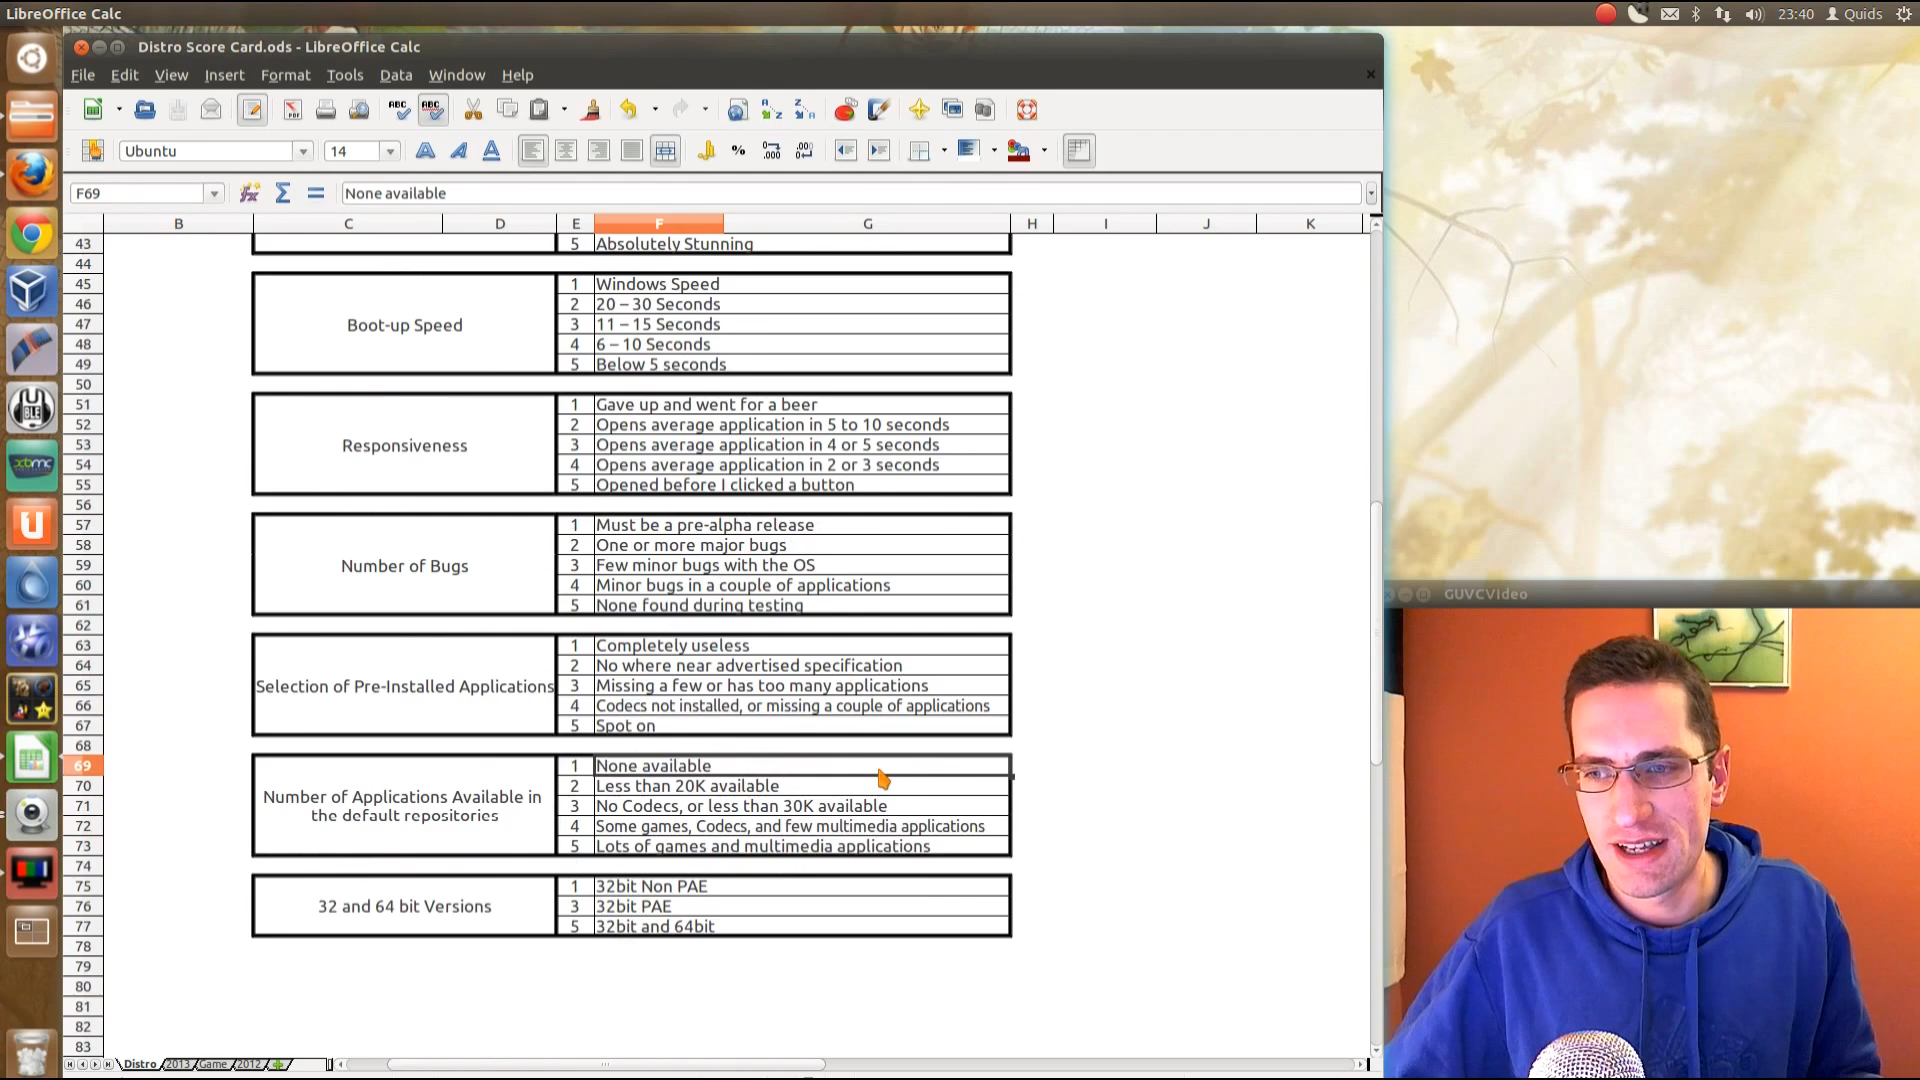 LibreOffice Calc
23:40 Quids
Distro Score Card.ods - LibreOffice Calc
File Edit View Insert Format Tools Data Window Help
Ubuntu 14
F69 None available
B C D E F G H I J K
43 5 Absolutely Stunning
44
45 1 Windows Speed
46 2 20 – 30 Seconds
47 Boot-up Speed 3 11 – 15 Seconds
48 4 6 – 10 Seconds
49 5 Below 5 seconds
50
51 1 Gave up and went for a beer
52 2 Opens average application in 5 to 10 seconds
53 Responsiveness 3 Opens average application in 4 or 5 seconds
54 4 Opens average application in 2 or 3 seconds
55 5 Opened before I clicked a button
56
57 1 Must be a pre-alpha release
58 2 One or more major bugs
59 Number of Bugs 3 Few minor bugs with the OS
60 4 Minor bugs in a couple of applications
61 5 None found during testing
62
63 1 Completely useless
64 2 No where near advertised specification
65 Selection of Pre-Installed Applications 3 Missing a few or has too many applications
66 4 Codecs not installed, or missing a couple of applications
67 5 Spot on
68
69 1 None available
70 2 Less than 20K available
71 Number of Applications Available in the default repositories 3 No Codecs, or less than 30K available
72 4 Some games, Codecs, and few multimedia applications
73 5 Lots of games and multimedia applications
74
75 1 32bit Non PAE
76 32 and 64 bit Versions 3 32bit PAE
77 5 32bit and 64bit
78
79
80
81
82
83
Distro 2013 Game 2012
GUVCVideo
xbmc